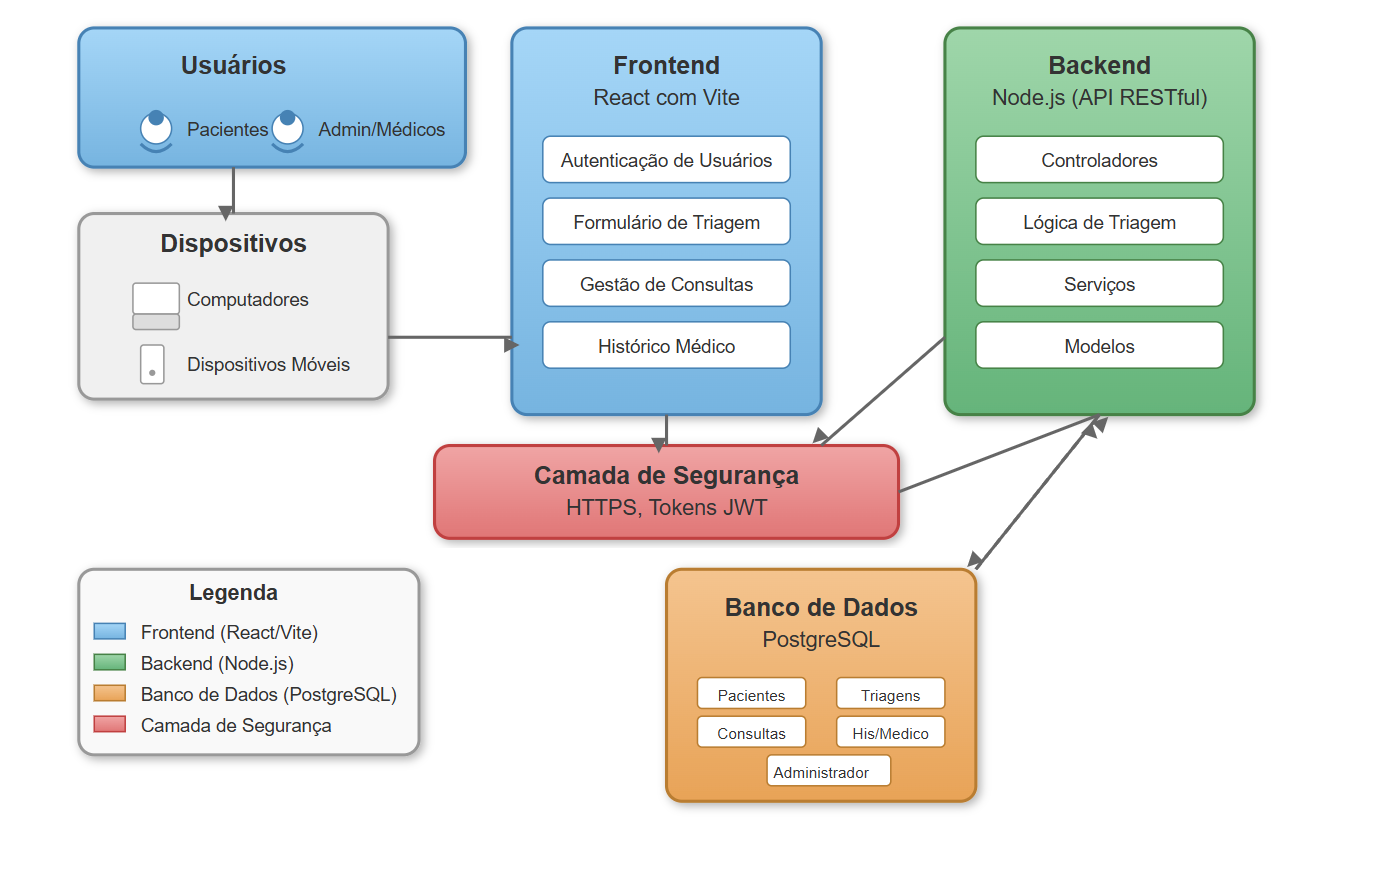 Usuários
Pacientes
Admin/Médicos
Dispositivos
Computadores
Dispositivos Móveis
Frontend
React com Vite
Autenticação de Usuários
Formulário de Triagem
Gestão de Consultas
Histórico Médico
Backend
Node.js (API RESTful)
Controladores
Lógica de Triagem
Serviços
Modelos
Camada de Segurança
HTTPS, Tokens JWT
Legenda
Frontend (React/Vite)
Backend (Node.js)
Banco de Dados (PostgreSQL)
Camada de Segurança
Banco de Dados
PostgreSQL
Pacientes
Triagens
Consultas
His/Medico
Administrador